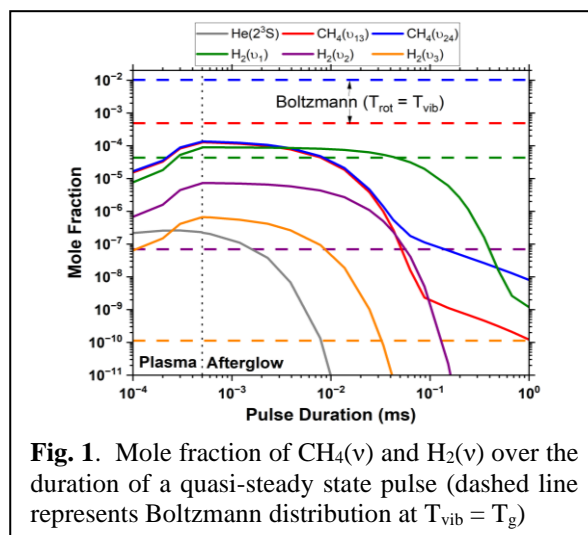 He(2³S) CH₄(υ₁₃) CH₄(υ₂₄)
H₂(υ₁) H₂(υ₂) H₂(υ₃)
10⁻²
Boltzmann (T_rot = T_vib)
10⁻³
10⁻⁴
10⁻⁵
10⁻⁶
10⁻⁷
10⁻⁸
10⁻⁹
10⁻¹⁰
10⁻¹¹
Mole Fraction
Plasma Afterglow
10⁻⁴ 10⁻³ 10⁻² 10⁻¹ 10⁰
Pulse Duration (ms)
Fig. 1. Mole fraction of CH₄(ν) and H₂(ν) over the
duration of a quasi-steady state pulse (dashed line
represents Boltzmann distribution at T_vib = T_g)